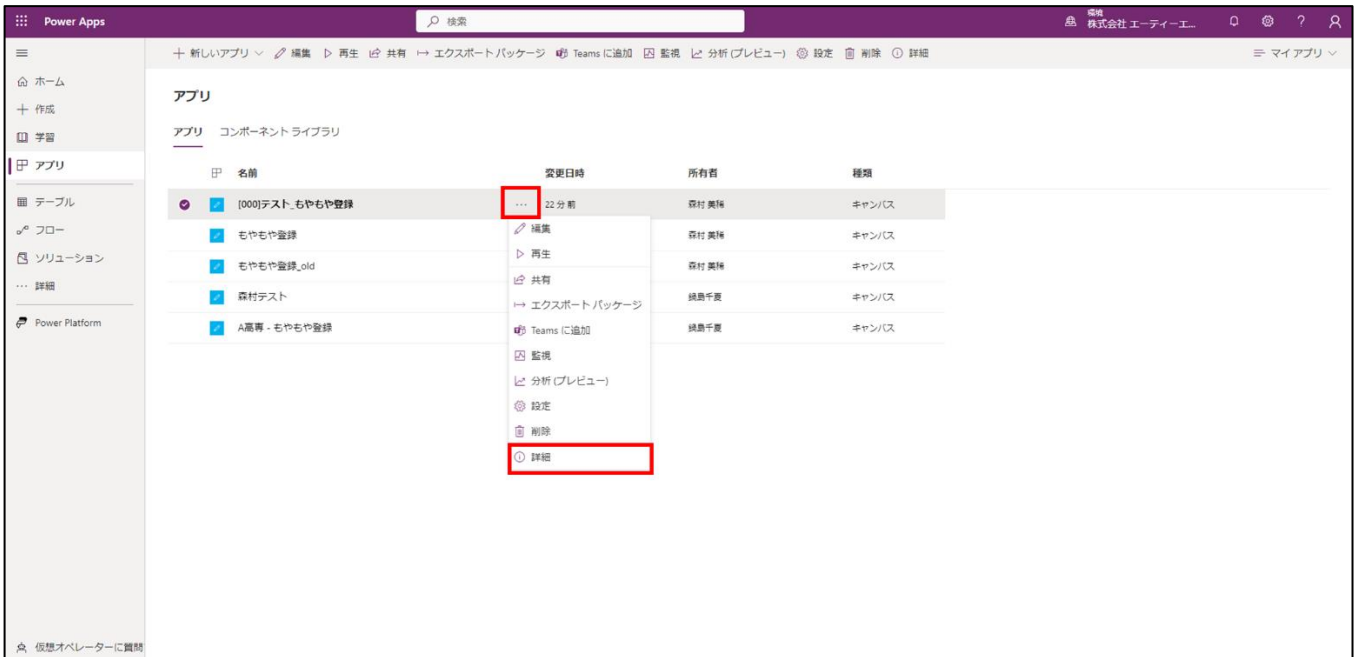 Power Apps
検索
環境
株式会社 エーティーエ...
新しいアプリ 編集 再生 共有 エクスポート パッケージ Teams に追加 監視 分析 (プレビュー) 設定 削除 詳細 マイ アプリ
ホーム
作成
学習
アプリ
テーブル
フロー
ソリューション
詳細
Power Platform
仮想オペレーターに質問
アプリ
アプリ コンポーネント ライブラリ
名前 変更日時 所有者 種類
[000]テスト_もやもや登録 … 22 分 前 森村 美稀 キャンバス
もやもや登録 森村 美稀 キャンバス
もやもや登録_old 森村 美稀 キャンバス
森村テスト 鍋島千夏 キャンバス
A高専 - もやもや登録 鍋島千夏 キャンバス
編集
再生
共有
エクスポート パッケージ
Teams に追加
監視
分析 (プレビュー)
設定
削除
詳細